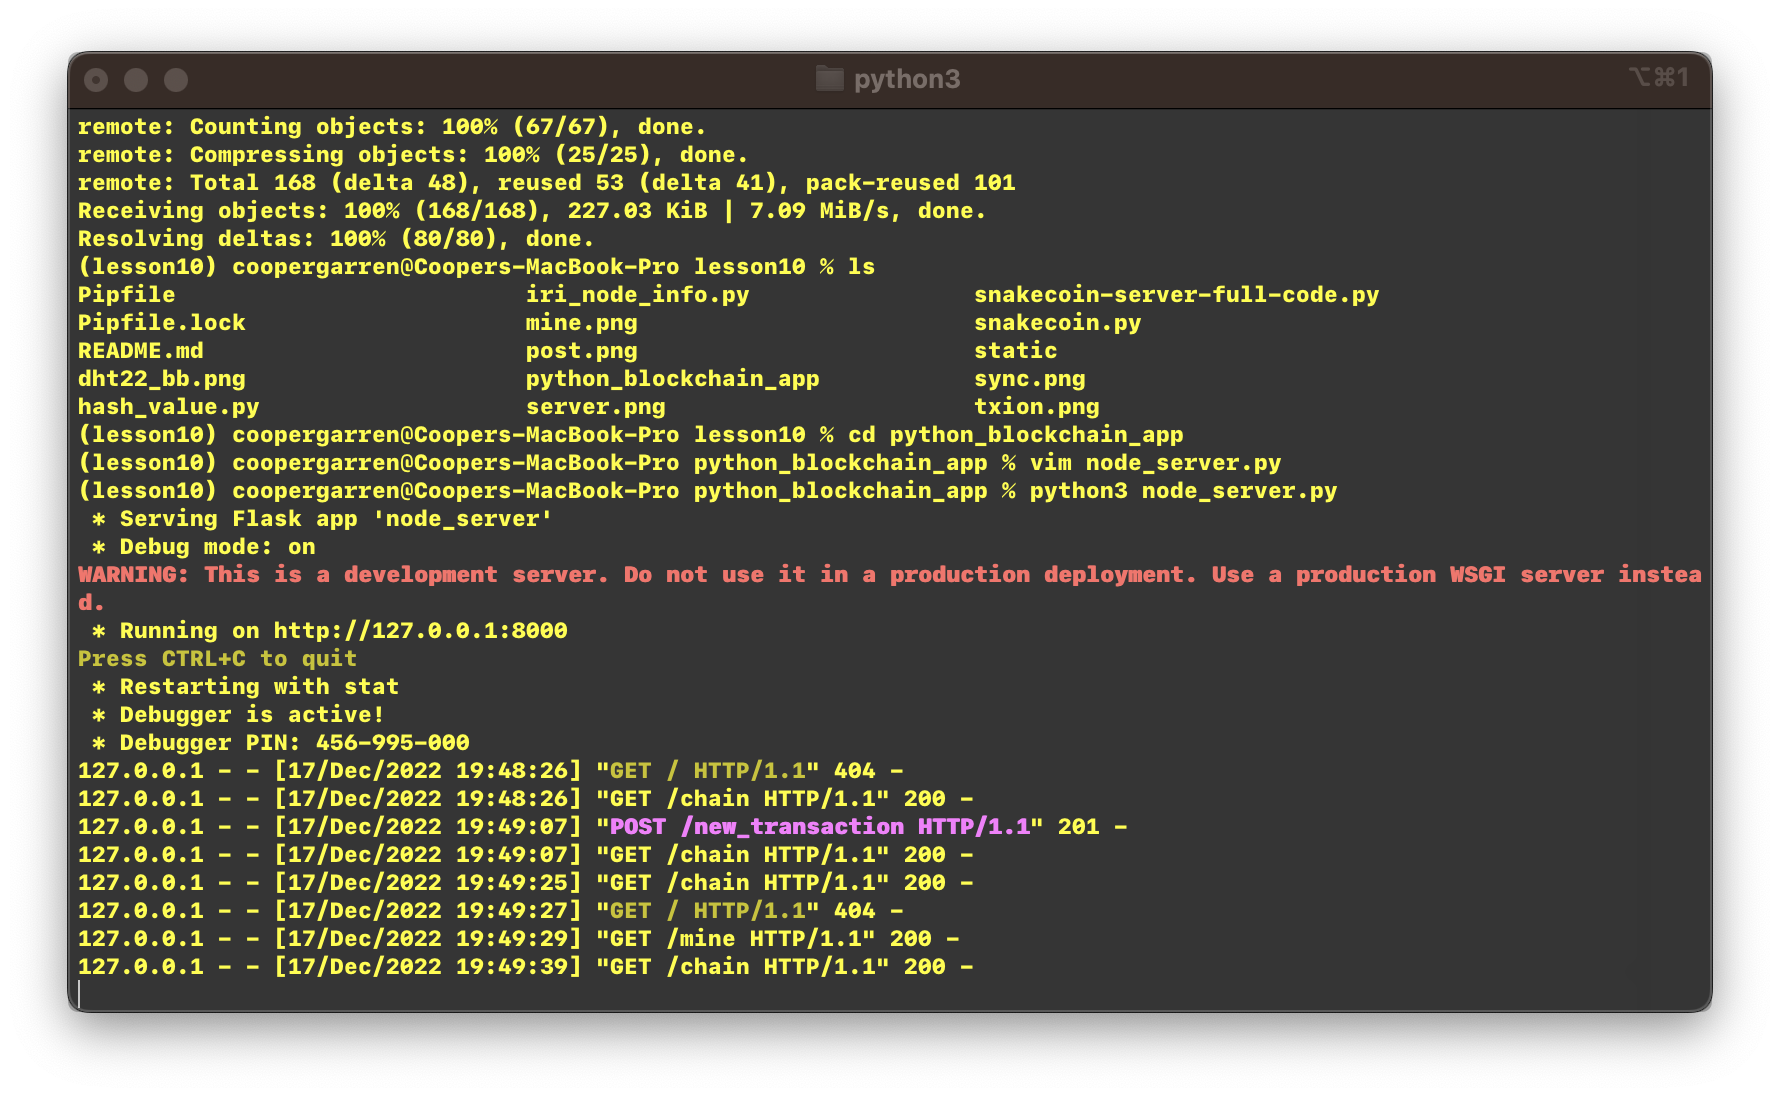 python3
⌥⌘1
remote: Counting objects: 100% (67/67), done.
remote: Compressing objects: 100% (25/25), done.
remote: Total 168 (delta 48), reused 53 (delta 41), pack-reused 101
Receiving objects: 100% (168/168), 227.03 KiB | 7.09 MiB/s, done.
Resolving deltas: 100% (80/80), done.
(lesson10) coopergarren@Coopers-MacBook-Pro lesson10 % ls
Pipfile iri_node_info.py snakecoin-server-full-code.py
Pipfile.lock mine.png snakecoin.py
README.md post.png static
dht22_bb.png python_blockchain_app sync.png
hash_value.py server.png txion.png
(lesson10) coopergarren@Coopers-MacBook-Pro lesson10 % cd python_blockchain_app
(lesson10) coopergarren@Coopers-MacBook-Pro python_blockchain_app % vim node_server.py
(lesson10) coopergarren@Coopers-MacBook-Pro python_blockchain_app % python3 node_server.py
 * Serving Flask app 'node_server'
 * Debug mode: on
WARNING: This is a development server. Do not use it in a production deployment. Use a production WSGI server instea
d.
 * Running on http://127.0.0.1:8000
Press CTRL+C to quit
 * Restarting with stat
 * Debugger is active!
 * Debugger PIN: 456-995-000
127.0.0.1 - - [17/Dec/2022 19:48:26] "GET / HTTP/1.1" 404 -
127.0.0.1 - - [17/Dec/2022 19:48:26] "GET /chain HTTP/1.1" 200 -
127.0.0.1 - - [17/Dec/2022 19:49:07] "POST /new_transaction HTTP/1.1" 201 -
127.0.0.1 - - [17/Dec/2022 19:49:07] "GET /chain HTTP/1.1" 200 -
127.0.0.1 - - [17/Dec/2022 19:49:25] "GET /chain HTTP/1.1" 200 -
127.0.0.1 - - [17/Dec/2022 19:49:27] "GET / HTTP/1.1" 404 -
127.0.0.1 - - [17/Dec/2022 19:49:29] "GET /mine HTTP/1.1" 200 -
127.0.0.1 - - [17/Dec/2022 19:49:39] "GET /chain HTTP/1.1" 200 -